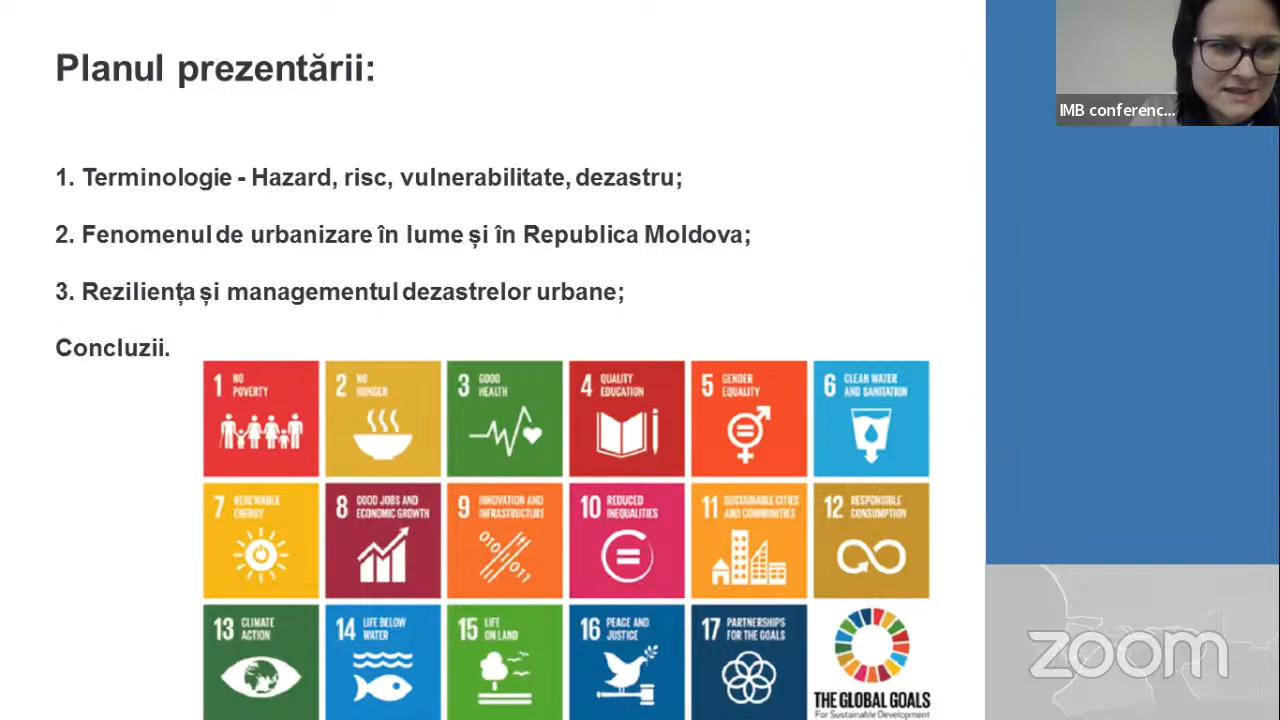 Planul prezentării:
IMB conferenc...
1. Terminologie - Hazard, risc, vulnerabilitate, dezastru;
2. Fenomenul de urbanizare în lume și în Republica Moldova;
3. Reziliența și managementul dezastrelor urbane;
Concluzii.
1 NO
POVERTY
2 NO
HUNGER
3 GOOD
HEALTH
4 QUALITY
EDUCATION
5 GENDER
EQUALITY
6 CLEAN WATER
AND SANITATION
7 RENEWABLE
ENERGY
8 GOOD JOBS AND
ECONOMIC GROWTH
9 INNOVATION AND
INFRASTRUCTURE
10 REDUCED
INEQUALITIES
11 SUSTAINABLE CITIES
AND COMMUNITIES
12 RESPONSIBLE
CONSUMPTION
13 CLIMATE
ACTION
14 LIFE BELOW
WATER
15 LIFE
ON LAND
16 PEACE AND
JUSTICE
17 PARTNERSHIPS
FOR THE GOALS
THE GLOBAL GOALS
For Sustainable Development
zoom